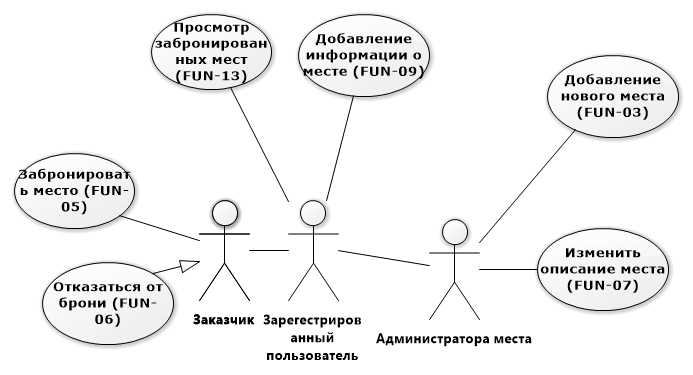 Просмотр
забронирован
ных мест
(FUN-13)
Добавление
информации о
месте (FUN-09)
Добавление
нового места
(FUN-03)
Забронироват
ь место (FUN-
05)
Отказаться от
брони (FUN-
06)
Изменить
описание места
(FUN-07)
Заказчик
Зарегестриров
анный
пользователь
Администратора места